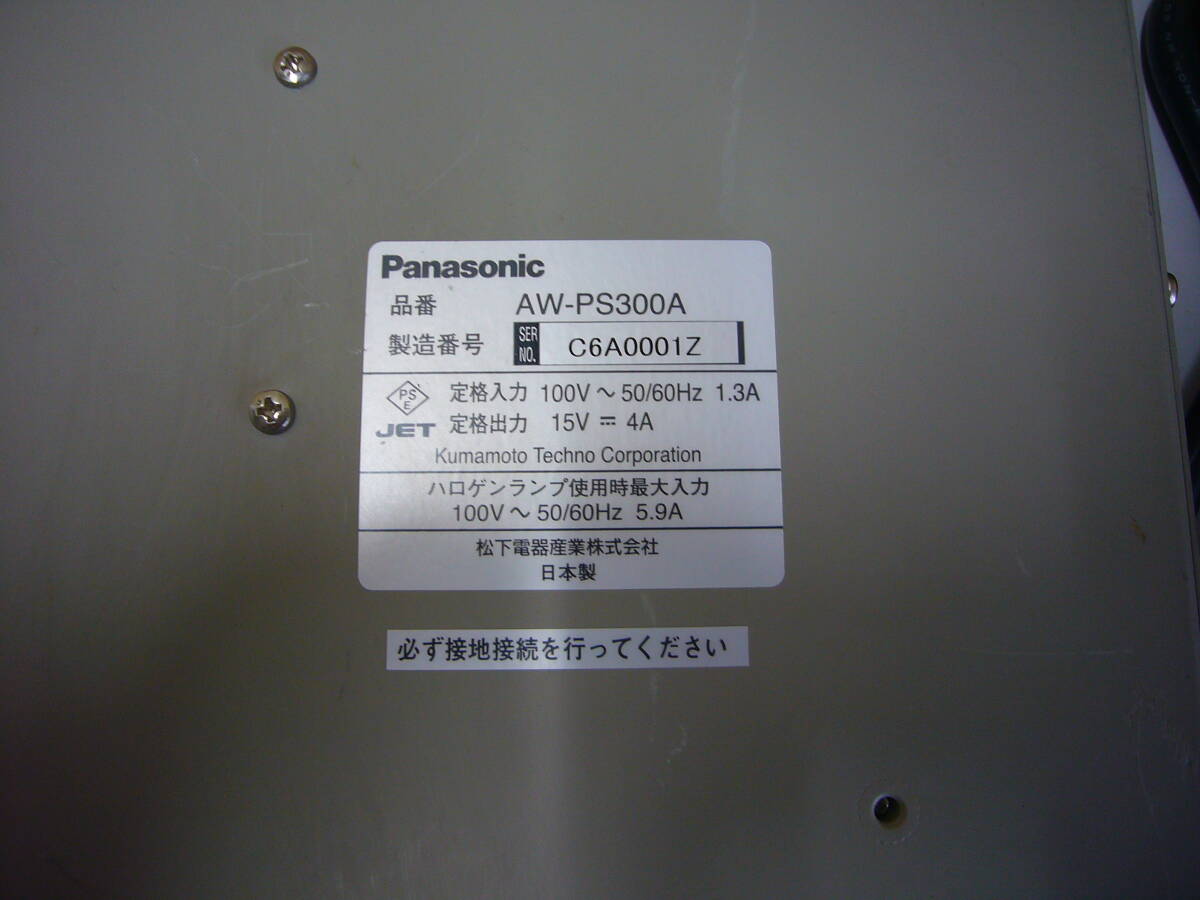 Panasonic
品番 AW-PS300A
製造番号 SER NO. C6A0001Z
PS E 定格入力 100V ～ 50/60Hz 1.3A
JET 定格出力 15V ⎓ 4A
Kumamoto Techno Corporation
ハロゲンランプ使用時最大入力
100V ～ 50/60Hz 5.9A
松下電器産業株式会社
日本製
必ず接地接続を行ってください